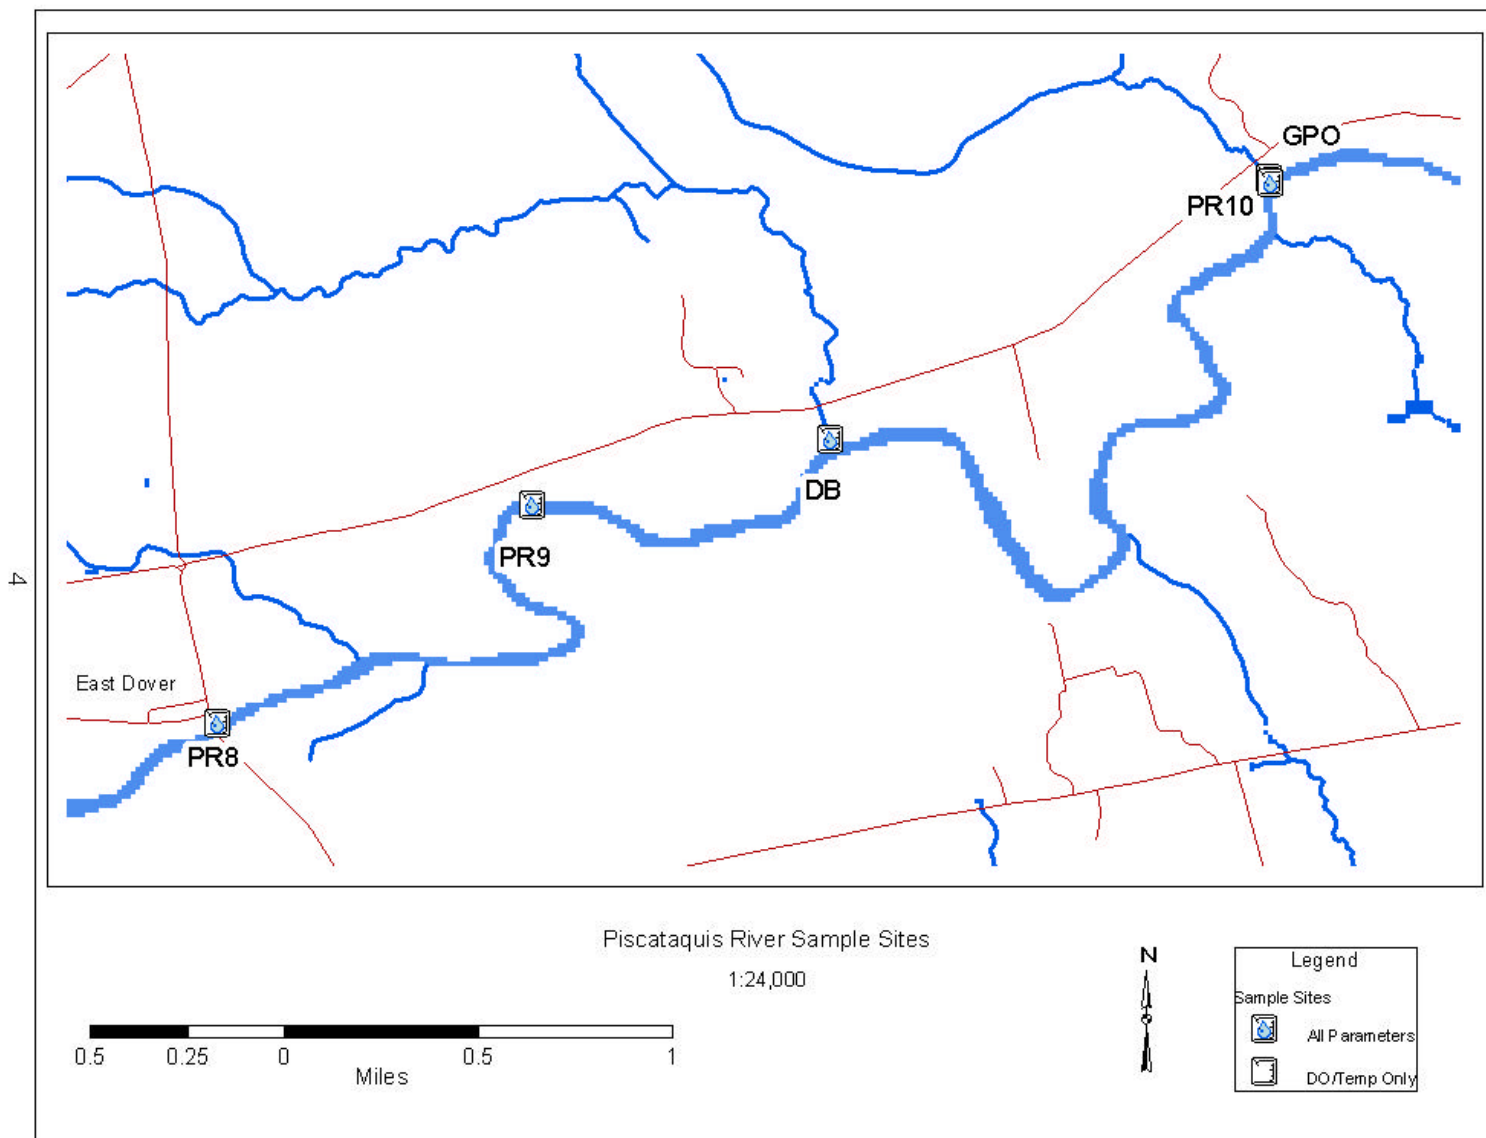 GPO
PR10
DB
PR9
East Dover
PR8
4
Piscataquis River Sample Sites
1:24,000
0.5 0.25 0 0.5 1
Miles
N
Legend
Sample Sites
All Parameters
DO/Temp Only